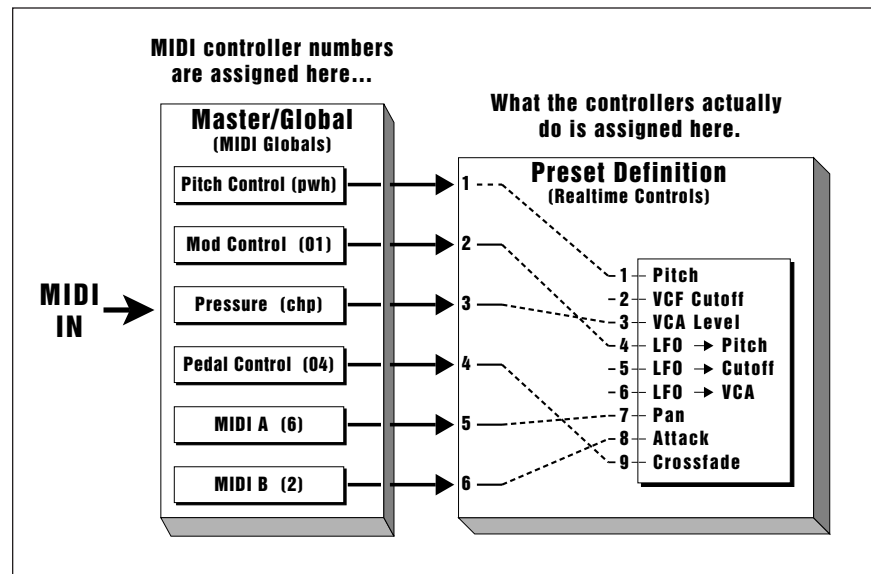 MIDI controller numbers
are assigned here...
What the controllers actually
do is assigned here.
MIDI
IN
Master/Global
(MIDI Globals)
Pitch Control (pwh)
Mod Control (01)
Pressure (chp)
Pedal Control (04)
MIDI A (6)
MIDI B (2)
Preset Definition
(Realtime Controls)
1
2
3
4
5
6
1 Pitch
2 VCF Cutoff
3 VCA Level
4 LFO → Pitch
5 LFO → Cutoff
6 LFO → VCA
7 Pan
8 Attack
9 Crossfade